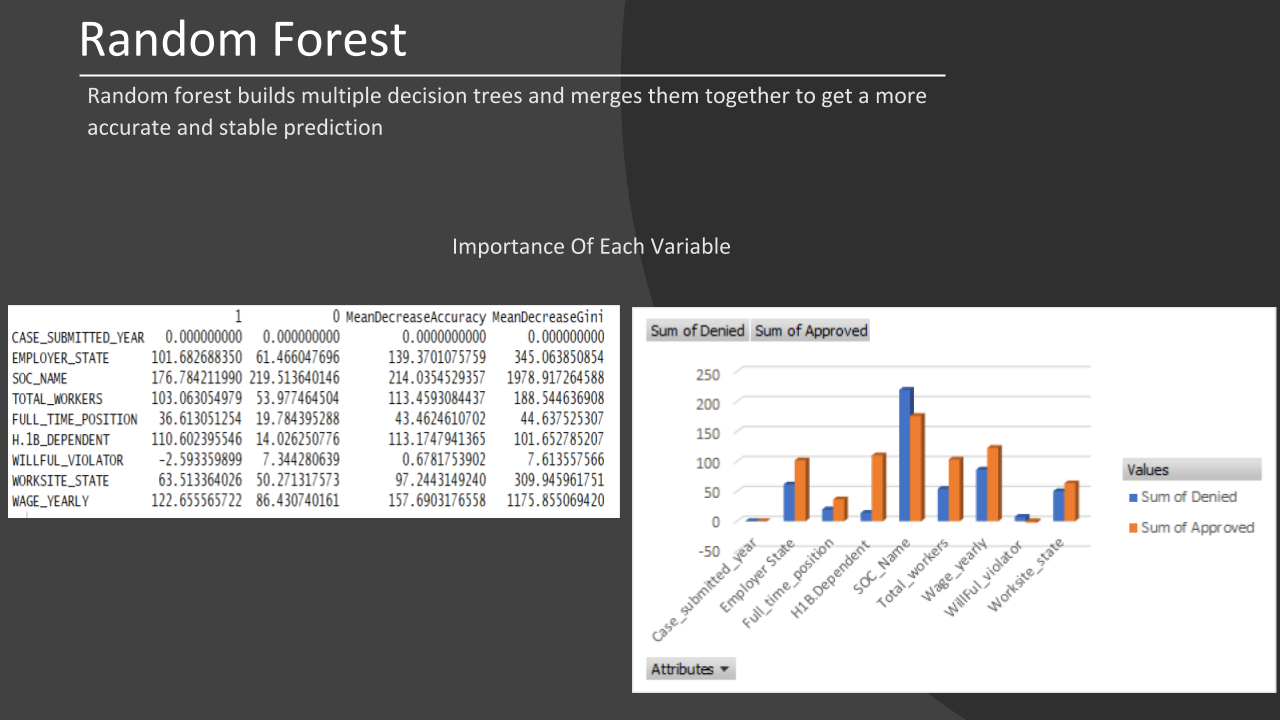 Random Forest
Random forest builds multiple decision trees and merges them together to get a more
accurate and stable prediction
Importance Of Each Variable
1 0 MeanDecreaseAccuracy MeanDecreaseGini
CASE_SUBMITTED_YEAR 0.000000000 0.000000000 0.0000000000 0.000000000
EMPLOYER_STATE 101.682688350 61.466047696 139.3701075759 345.063850854
SOC_NAME 176.784211990 219.513640146 214.0354529357 1978.917264588
TOTAL_WORKERS 103.063054979 53.977464504 113.4593084437 188.544636908
FULL_TIME_POSITION 36.613051254 19.784395288 43.4624610702 44.637525307
H.1B_DEPENDENT 110.602395546 14.026250776 113.1747941365 101.652785207
WILLFUL_VIOLATOR -2.593359899 7.344280639 0.6781753902 7.613557566
WORKSITE_STATE 63.513364026 50.271317573 97.2443149240 309.945961751
WAGE_YEARLY 122.655565722 86.430740161 157.6903176558 1175.855069420
Sum of Denied Sum of Approved
250
200
150
100
50
0
-50
Case_submitted_year
Employer State
Full_time_position
H1B.Dependent
SOC_Name
Total_workers
Wage_yearly
WillFul_violator
Worksite_state
Values
Sum of Denied
Sum of Approved
Attributes